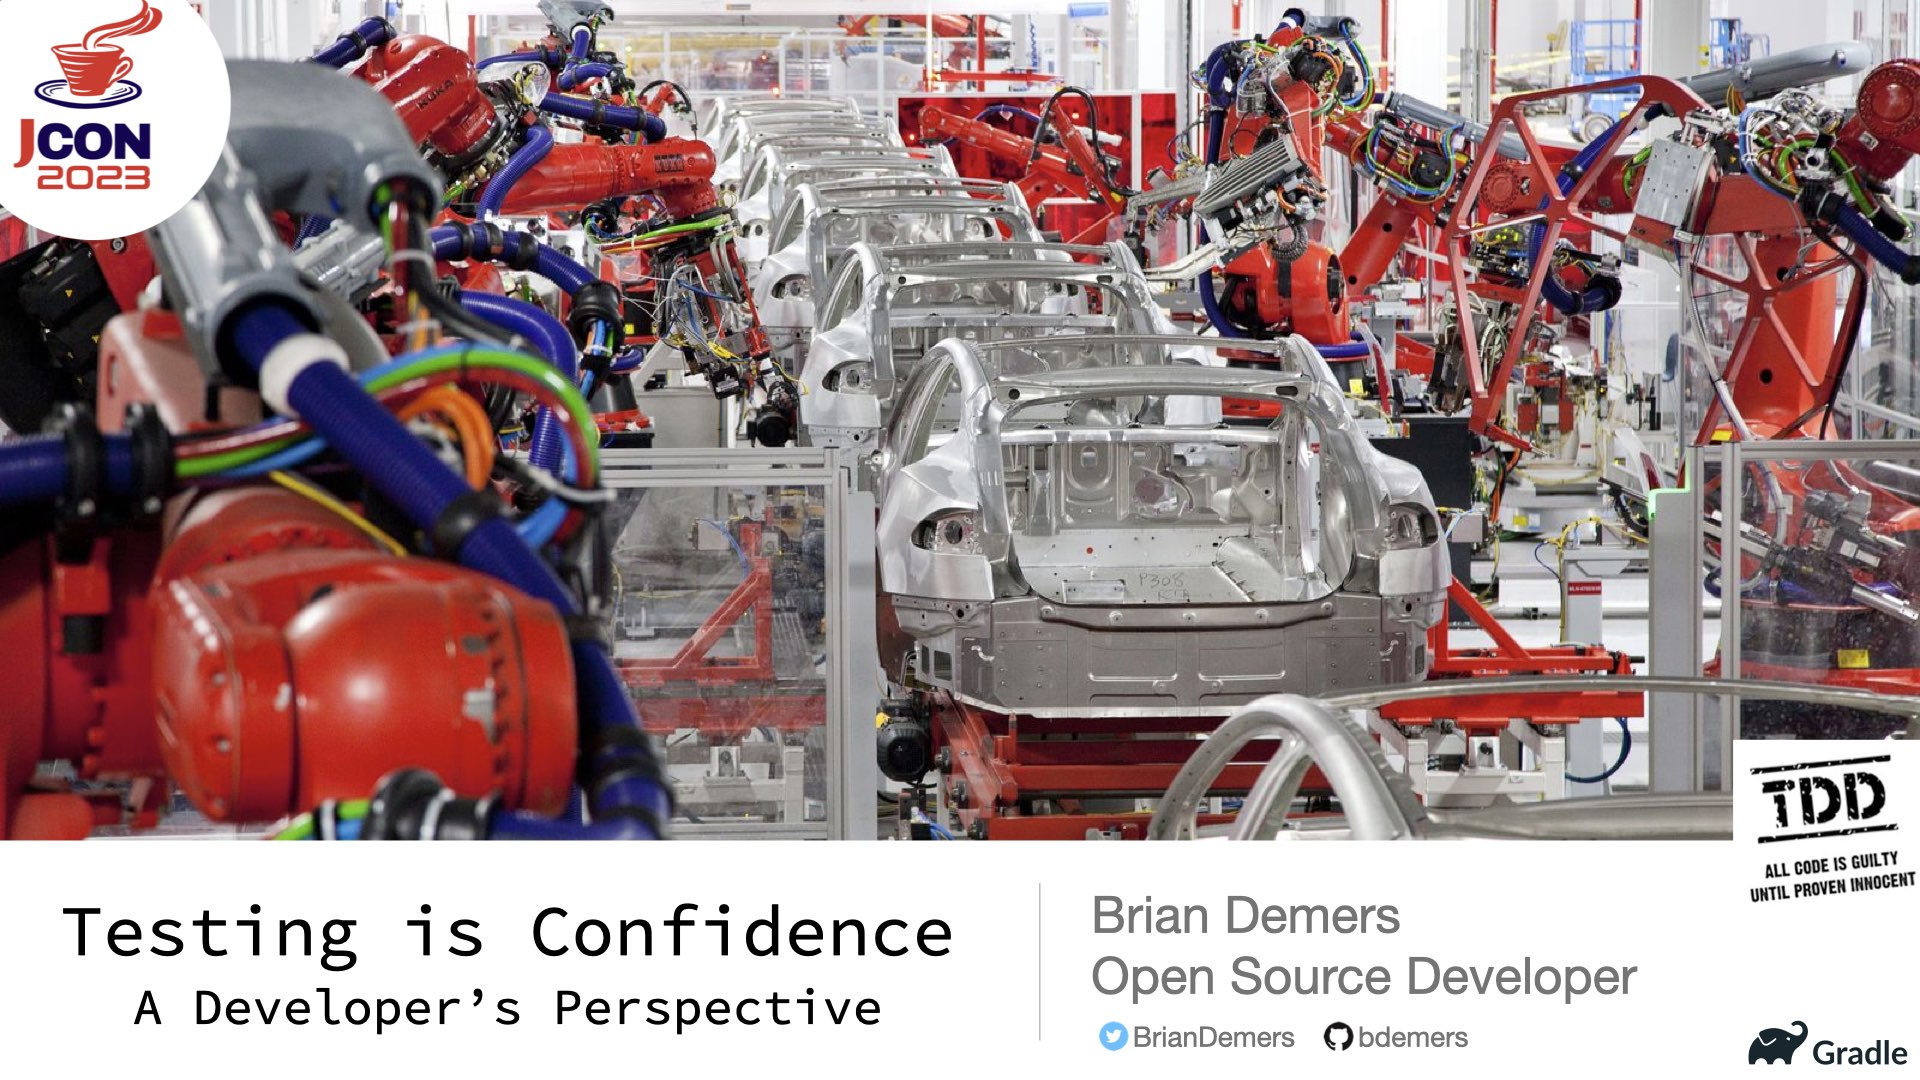 JCON
2023
KUKA
P308
TDD
ALL CODE IS GUILTY
UNTIL PROVEN INNOCENT
Testing is Confidence
A Developer’s Perspective
Brian Demers
Open Source Developer
BrianDemers bdemers
Gradle